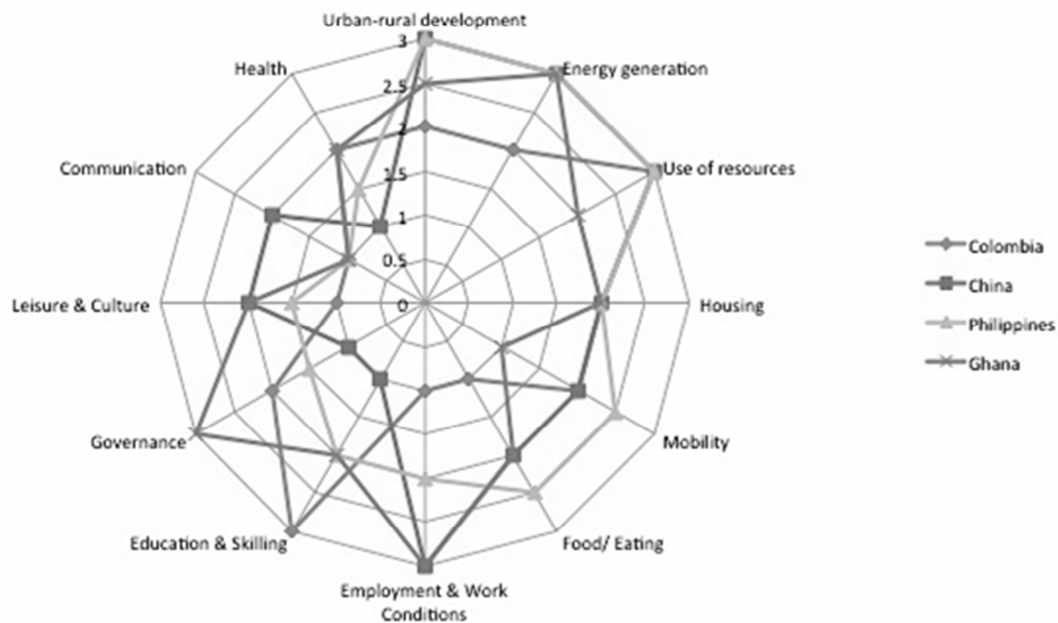 Urban-rural development
3
Energy generation
Health
2.5
2
Communication
Use of resources
1.5
1
0.5
Colombia
China
Leisure & Culture
0
Housing
Philippines
Ghana
Governance
Mobility
Education & Skilling
Food/ Eating
Employment & Work
Conditions